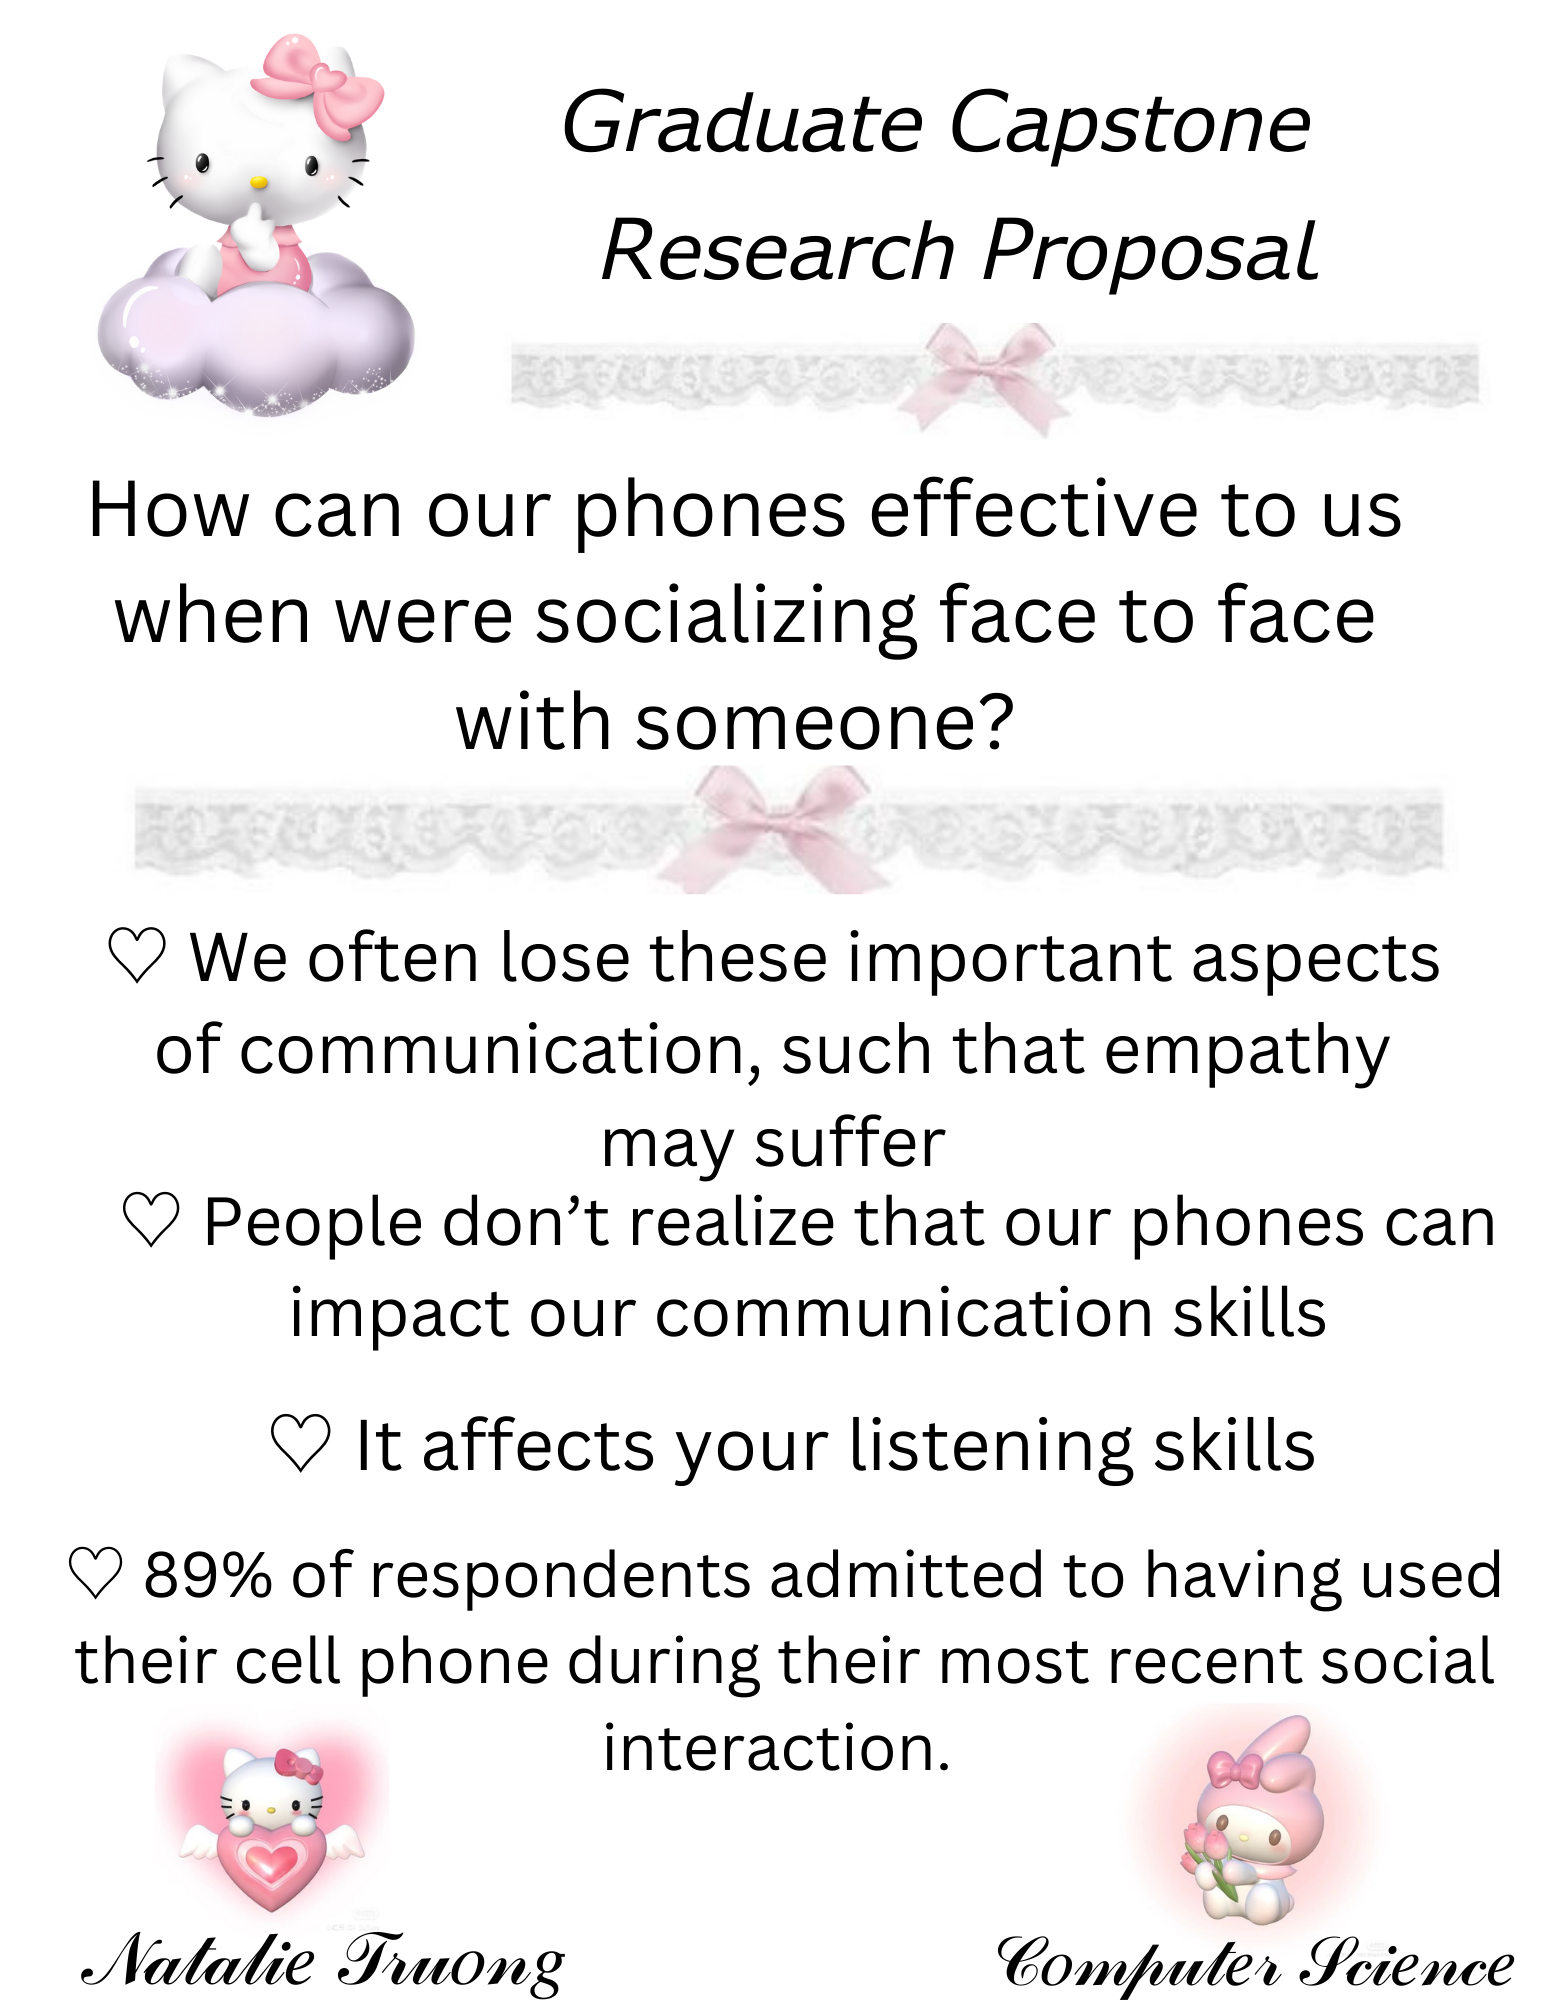 Graduate Capstone
Research Proposal
How can our phones effective to us
when were socializing face to face
with someone?
♡ We often lose these important aspects
of communication, such that empathy
may suffer
♡ People don’t realize that our phones can
impact our communication skills
♡ It affects your listening skills
♡ 89% of respondents admitted to having used
their cell phone during their most recent social
interaction.
Natalie Truong
Computer Science